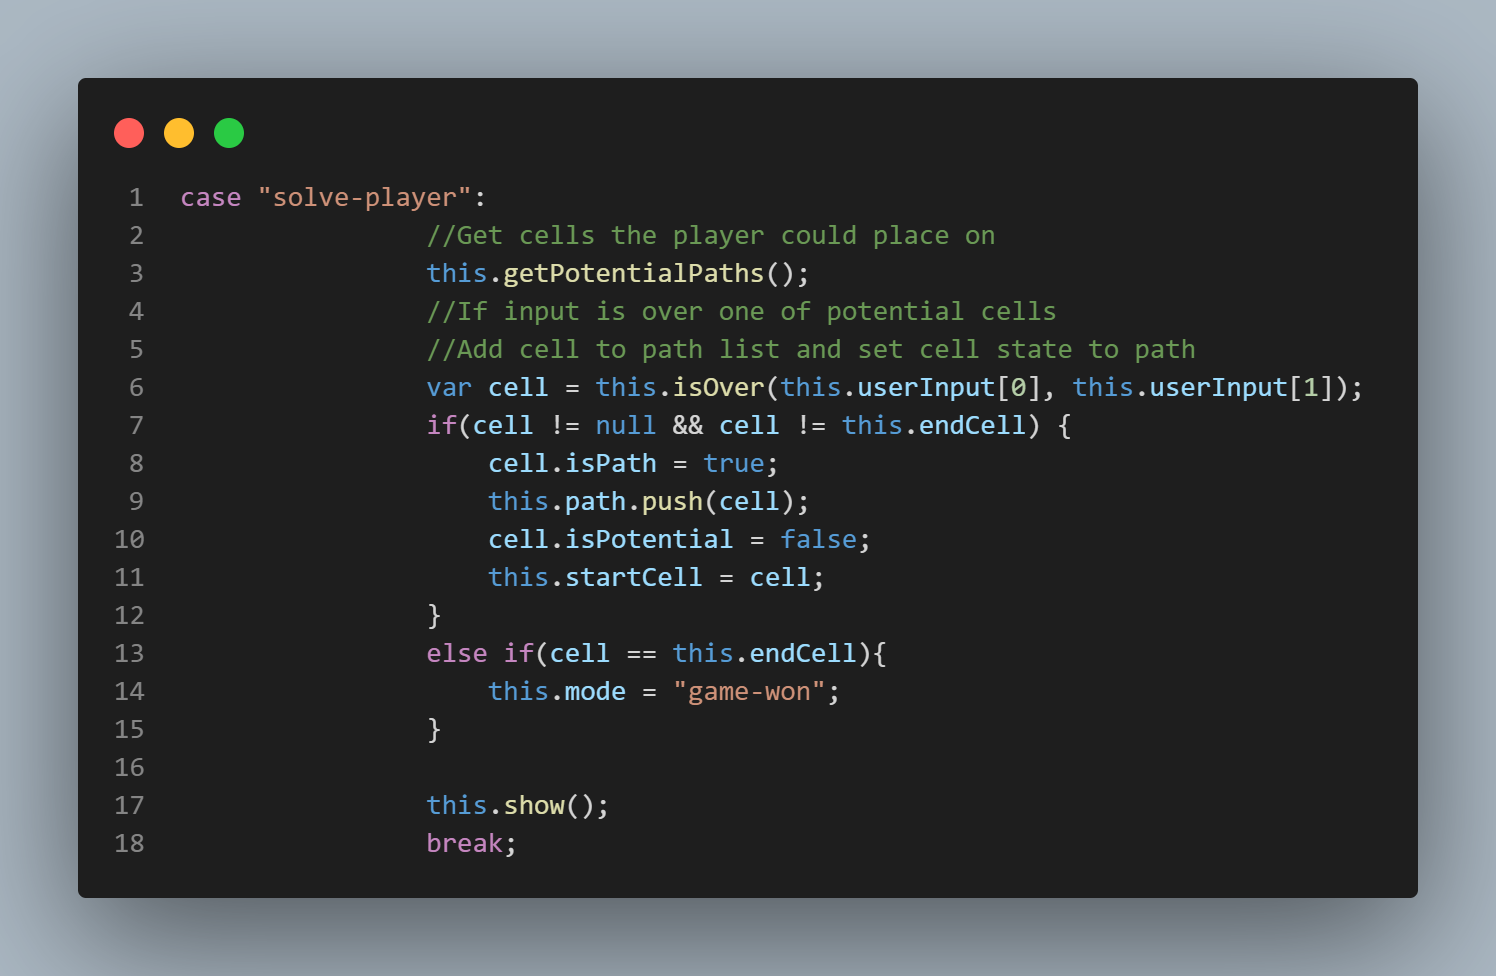 1 case "solve-player":
2 //Get cells the player could place on
3 this.getPotentialPaths();
4 //If input is over one of potential cells
5 //Add cell to path list and set cell state to path
6 var cell = this.isOver(this.userInput[0], this.userInput[1]);
7 if(cell != null && cell != this.endCell) {
8 cell.isPath = true;
9 this.path.push(cell);
10 cell.isPotential = false;
11 this.startCell = cell;
12 }
13 else if(cell == this.endCell){
14 this.mode = "game-won";
15 }
16
17 this.show();
18 break;